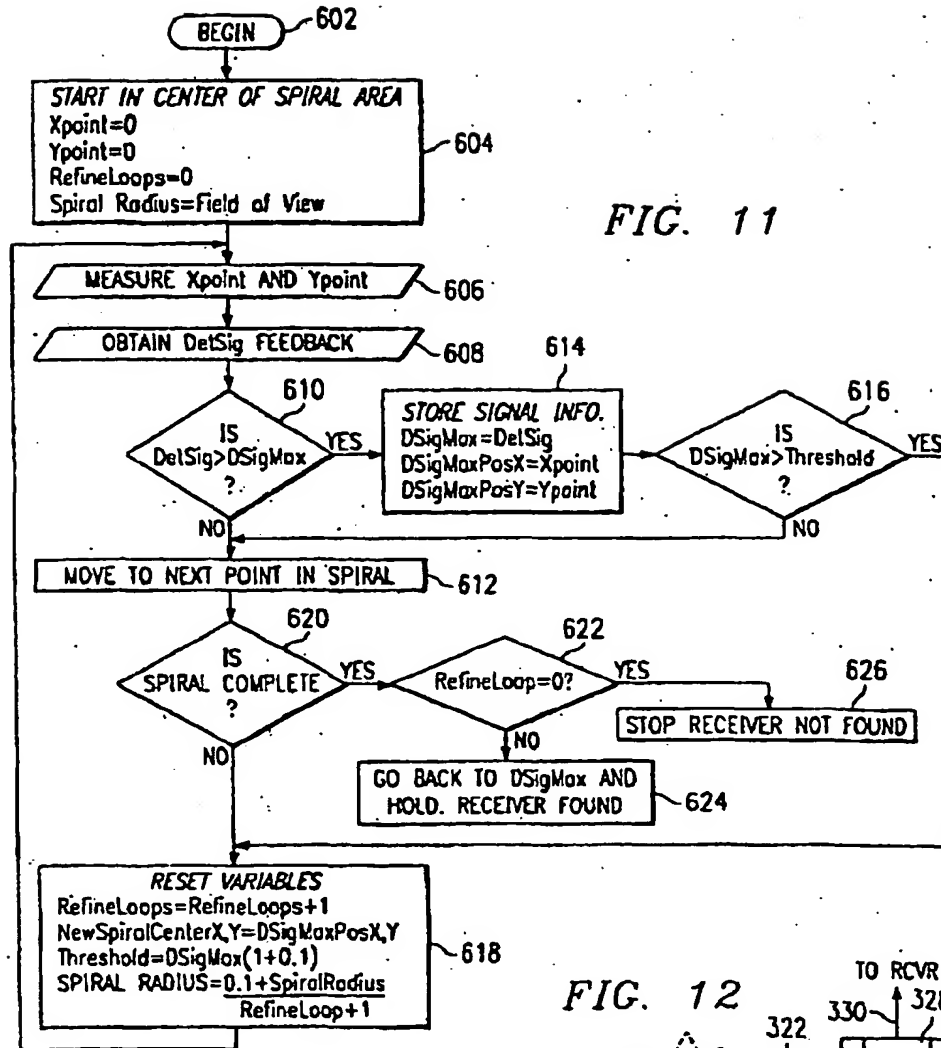 BEGIN
602
START IN CENTER OF SPIRAL AREA
Xpoint=0
Ypoint=0
RefineLoops=0
Spiral Radius=Field of View
604
FIG. 11
MEASURE Xpoint AND Ypoint
606
OBTAIN DetSig FEEDBACK
608
610
IS
DetSig>DSigMax
?
YES
NO
614
STORE SIGNAL INFO.
DSigMax=DetSig
DSigMaxPosX=Xpoint
DSigMaxPosY=Ypoint
616
IS
DSigMax>Threshold
?
YES
NO
MOVE TO NEXT POINT IN SPIRAL
612
620
IS
SPIRAL COMPLETE
?
YES
NO
622
RefineLoop=0?
YES
NO
626
STOP RECEIVER NOT FOUND
GO BACK TO DSigMax AND
HOLD. RECEIVER FOUND
624
RESET VARIABLES
RefineLoops=RefineLoops+1
NewSpiralCenterX,Y=DSigMaxPosX,Y
Threshold=DSigMax(1+0.1)
SPIRAL RADIUS=0.1+SpiralRadius
RefineLoop+1
618
FIG. 12
TO RCVR
330
328
322